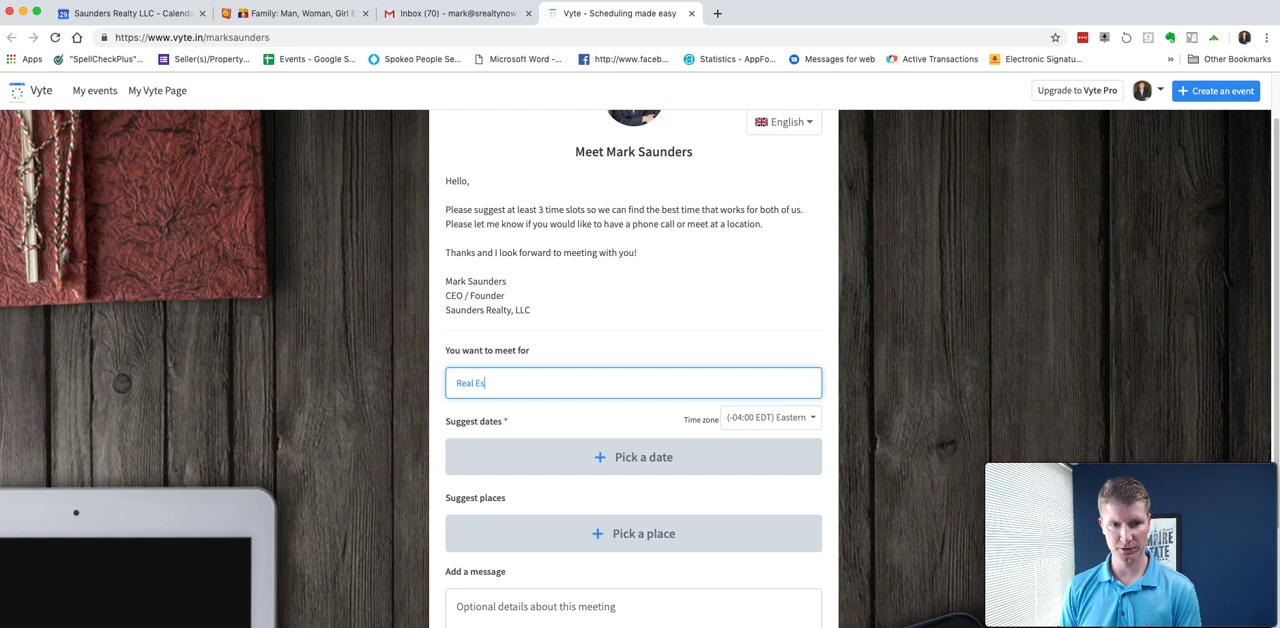 Saunders Realty LLC - Calenda
Family: Man, Woman, Girl E
Inbox (70) - mark@srealtynow
Vyte - Scheduling made easy
https://www.vyte.in/marksaunders
Apps
"SpellCheckPlus"...
Seller(s)/Property...
Events - Google S...
Spokeo People Se...
Microsoft Word -...
http://www.faceb...
Statistics - AppFo...
Messages for web
Active Transactions
Electronic Signatu...
»
Other Bookmarks
Vyte
My events
My Vyte Page
Upgrade to Vyte Pro
+ Create an event
English
Meet Mark Saunders
Hello,
Please suggest at least 3 time slots so we can find the best time that works for both of us.
Please let me know if you would like to have a phone call or meet at a location.
Thanks and I look forward to meeting with you!
Mark Saunders
CEO / Founder
Saunders Realty, LLC
You want to meet for
Real Es
Suggest dates *
Time zone
(-04:00 EDT) Eastern
+ Pick a date
Suggest places
+ Pick a place
Add a message
Optional details about this meeting
EMPIRE
STATE